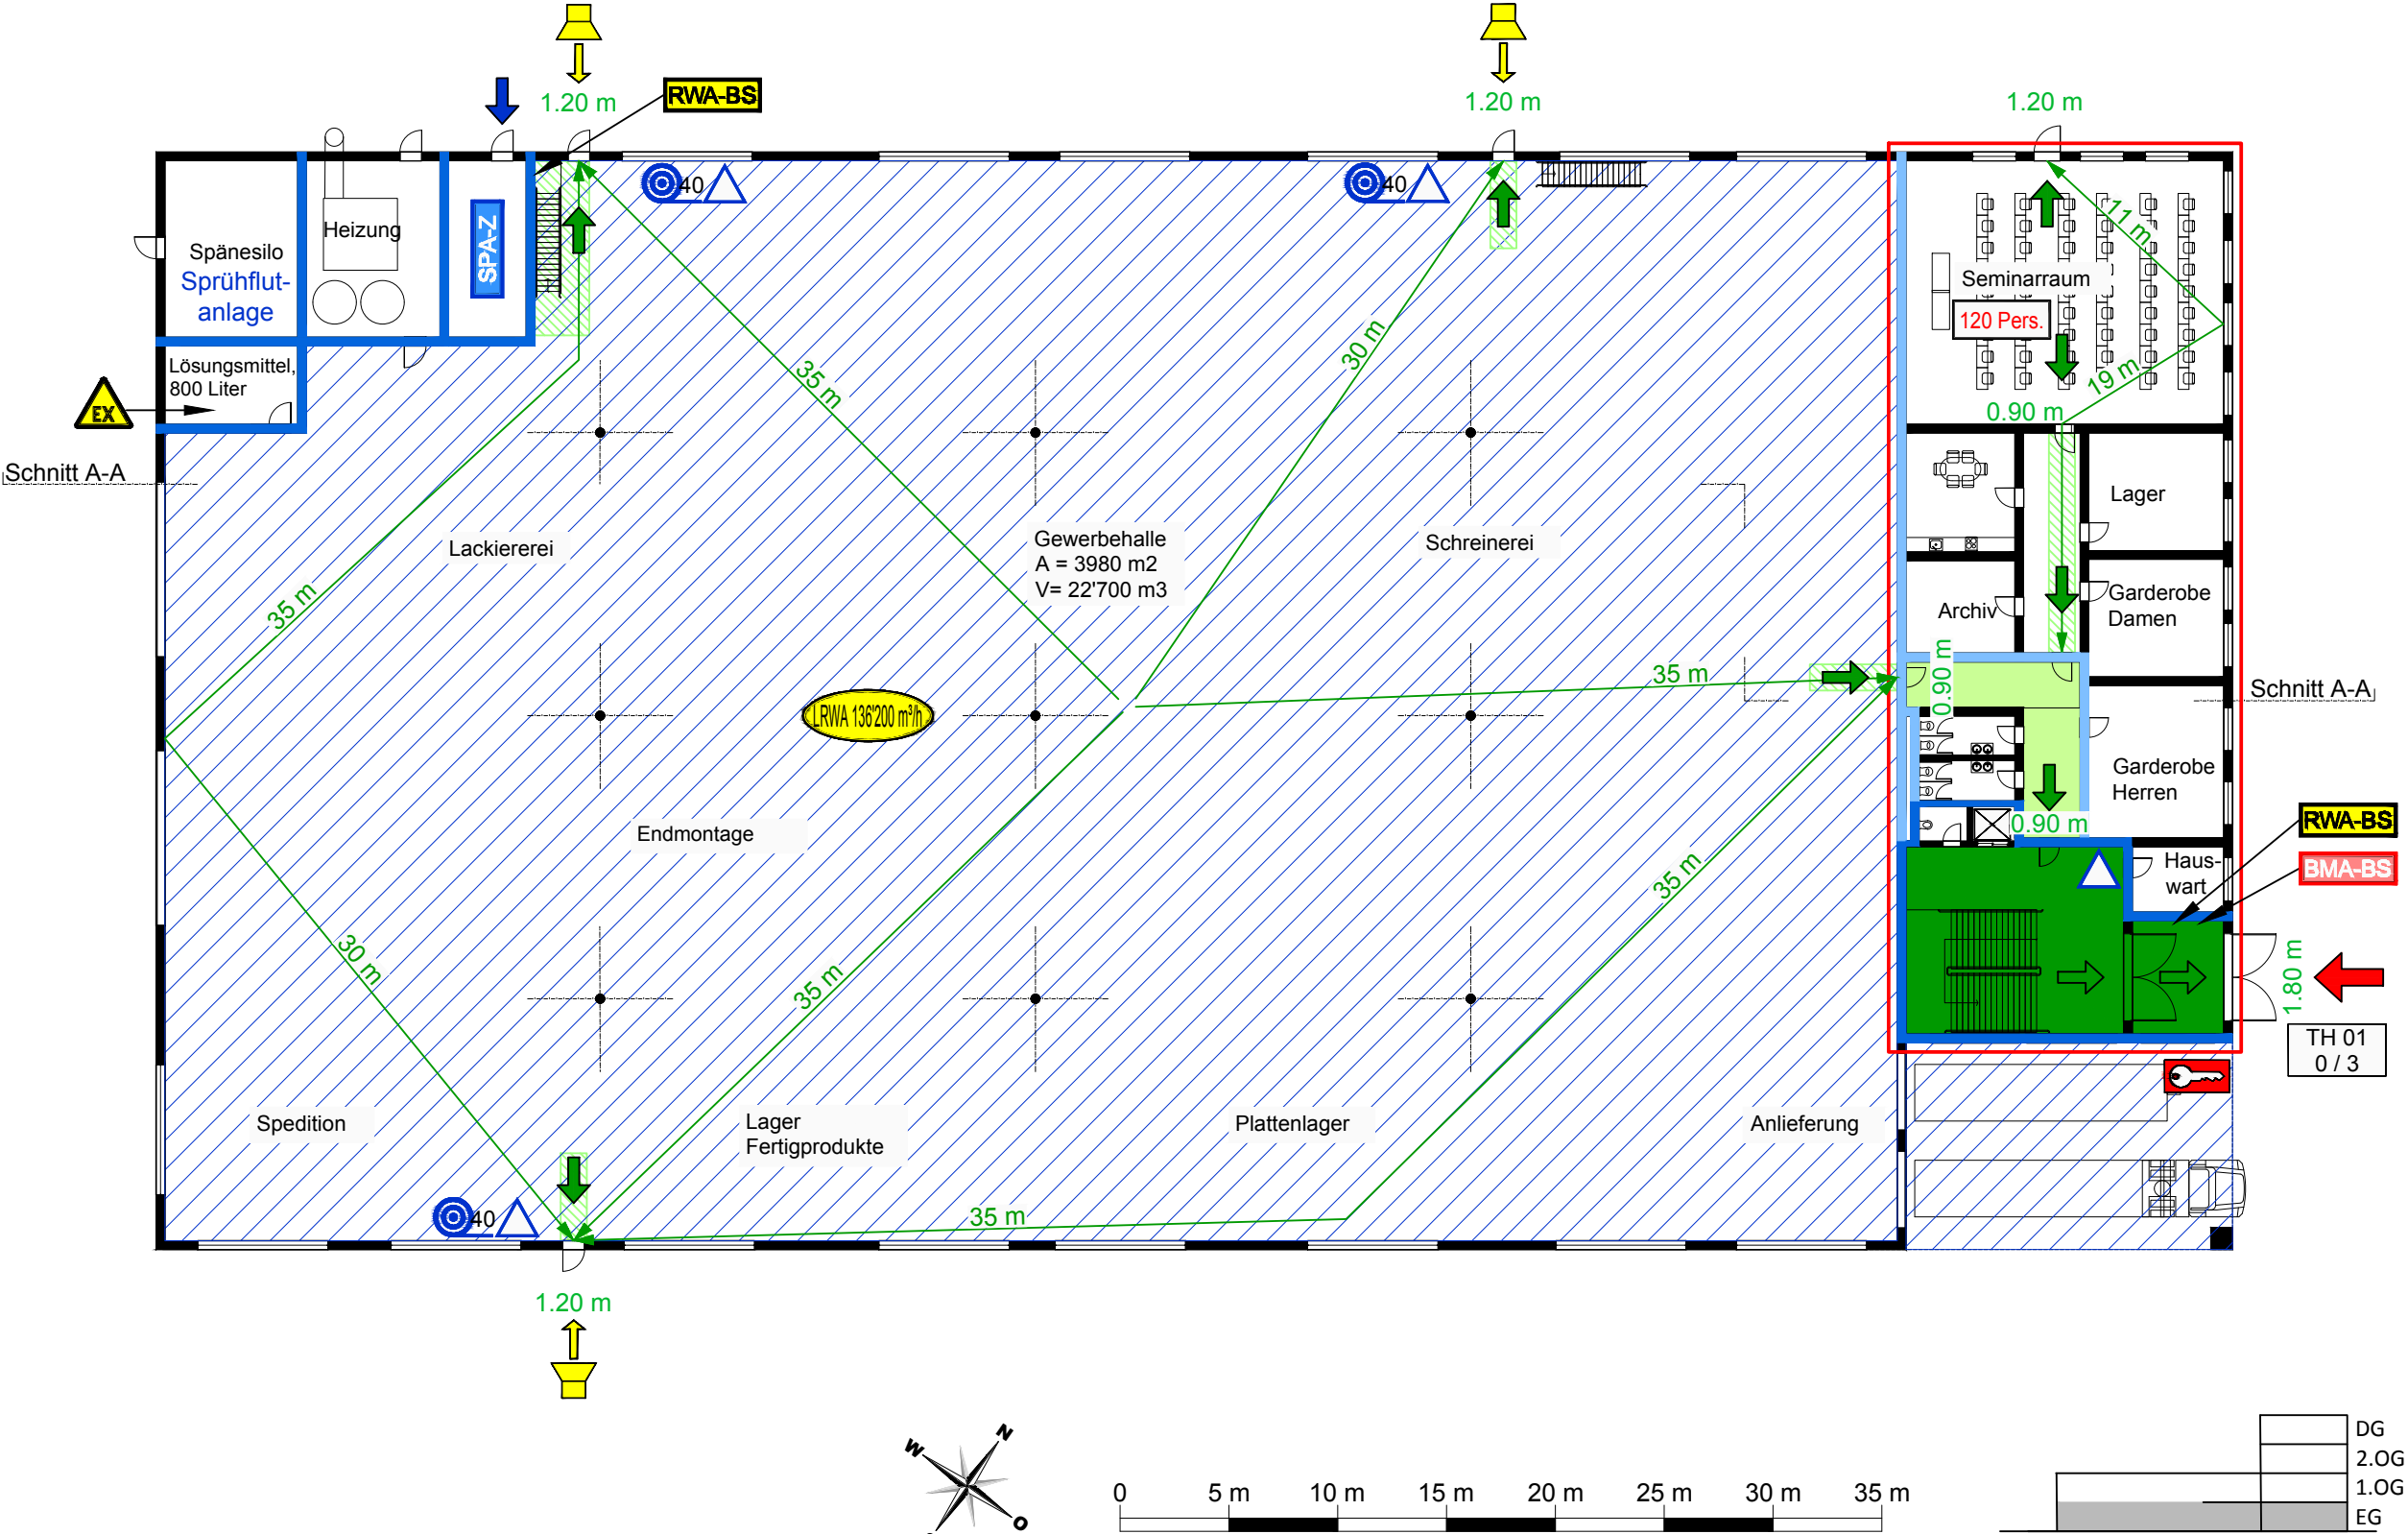 1.20 m
RWA-BS
1.20 m
1.20 m
40
40
Heizung
SPA-Z
Spänesilo
Sprühflut-
anlage
11 m
Seminarraum
120 Pers.
Lösungsmittel,
800 Liter
EX
35 m
30 m
19 m
0.90 m
Schnitt A-A
Lager
Lackiererei
Gewerbehalle
A = 3980 m2
V= 22'700 m3
Schreinerei
35 m
Archiv
Garderobe
Damen
0.90 m
35 m
Schnitt A-A
LRWA 136'200 m³/h
Garderobe
Herren
Endmontage
0.90 m
RWA-BS
BMA-BS
Haus-
wart
35 m
30 m
35 m
1.80 m
TH 01
0 / 3
Spedition
Lager
Fertigprodukte
Plattenlager
Anlieferung
40
35 m
1.20 m
W
N
O
0
5 m
10 m
15 m
20 m
25 m
30 m
35 m
DG
2.OG
1.OG
EG